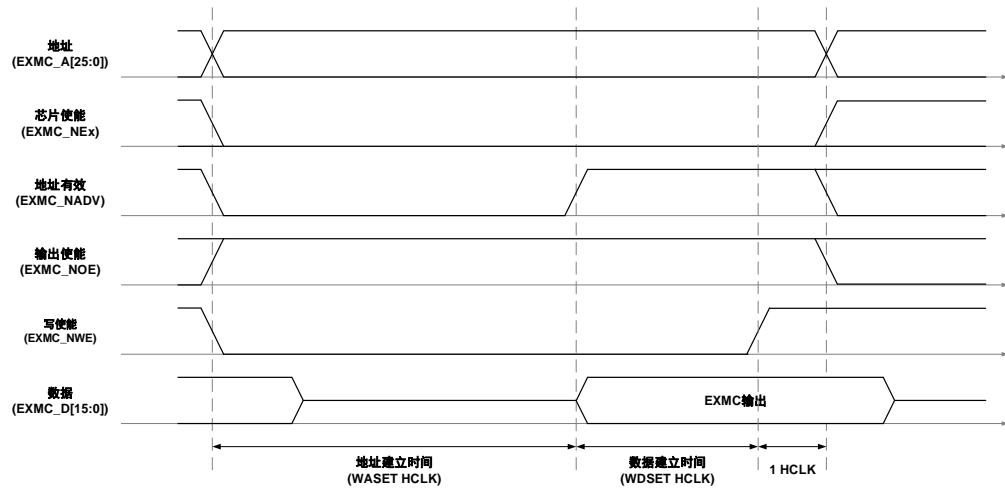 地址
(EXMC_A[25:0])
芯片使能
(EXMC_NEx)
地址有效
(EXMC_NADV)
输出使能
(EXMC_NOE)
写使能
(EXMC_NWE)
数据
(EXMC_D[15:0])
EXMC输出
地址建立时间
(WASET HCLK)
数据建立时间
(WDSET HCLK)
1 HCLK